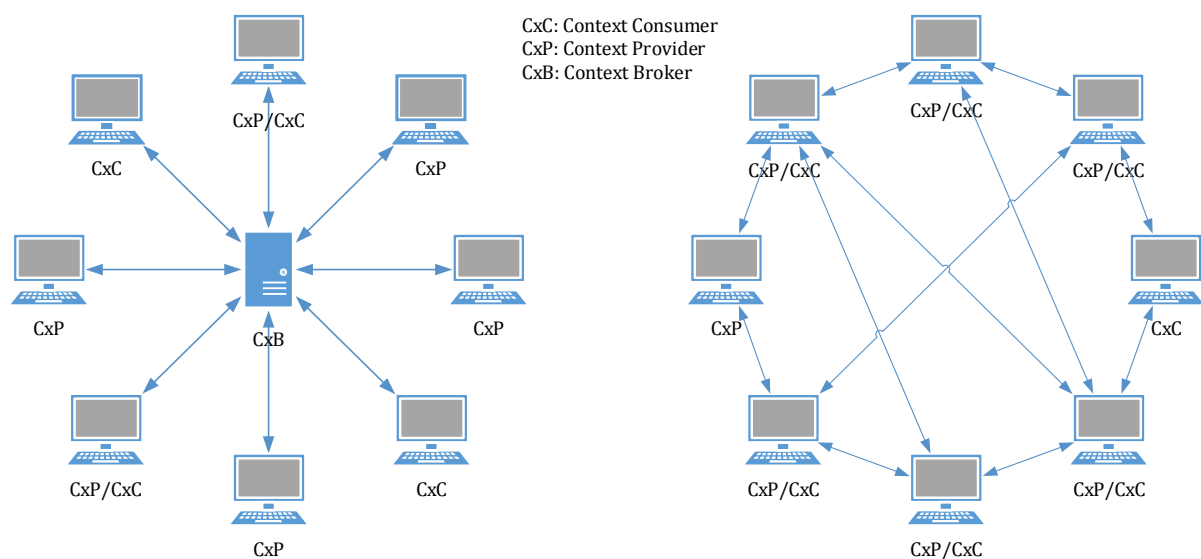 CxC: Context Consumer
CxP: Context Provider
CxB: Context Broker
CxP/CxC
CxC
CxP
CxP
CxP
CxB
CxP/CxC
CxC
CxP
CxP/CxC
CxP/CxC
CxP/CxC
CxP
CxC
CxP/CxC
CxP/CxC
CxP/CxC